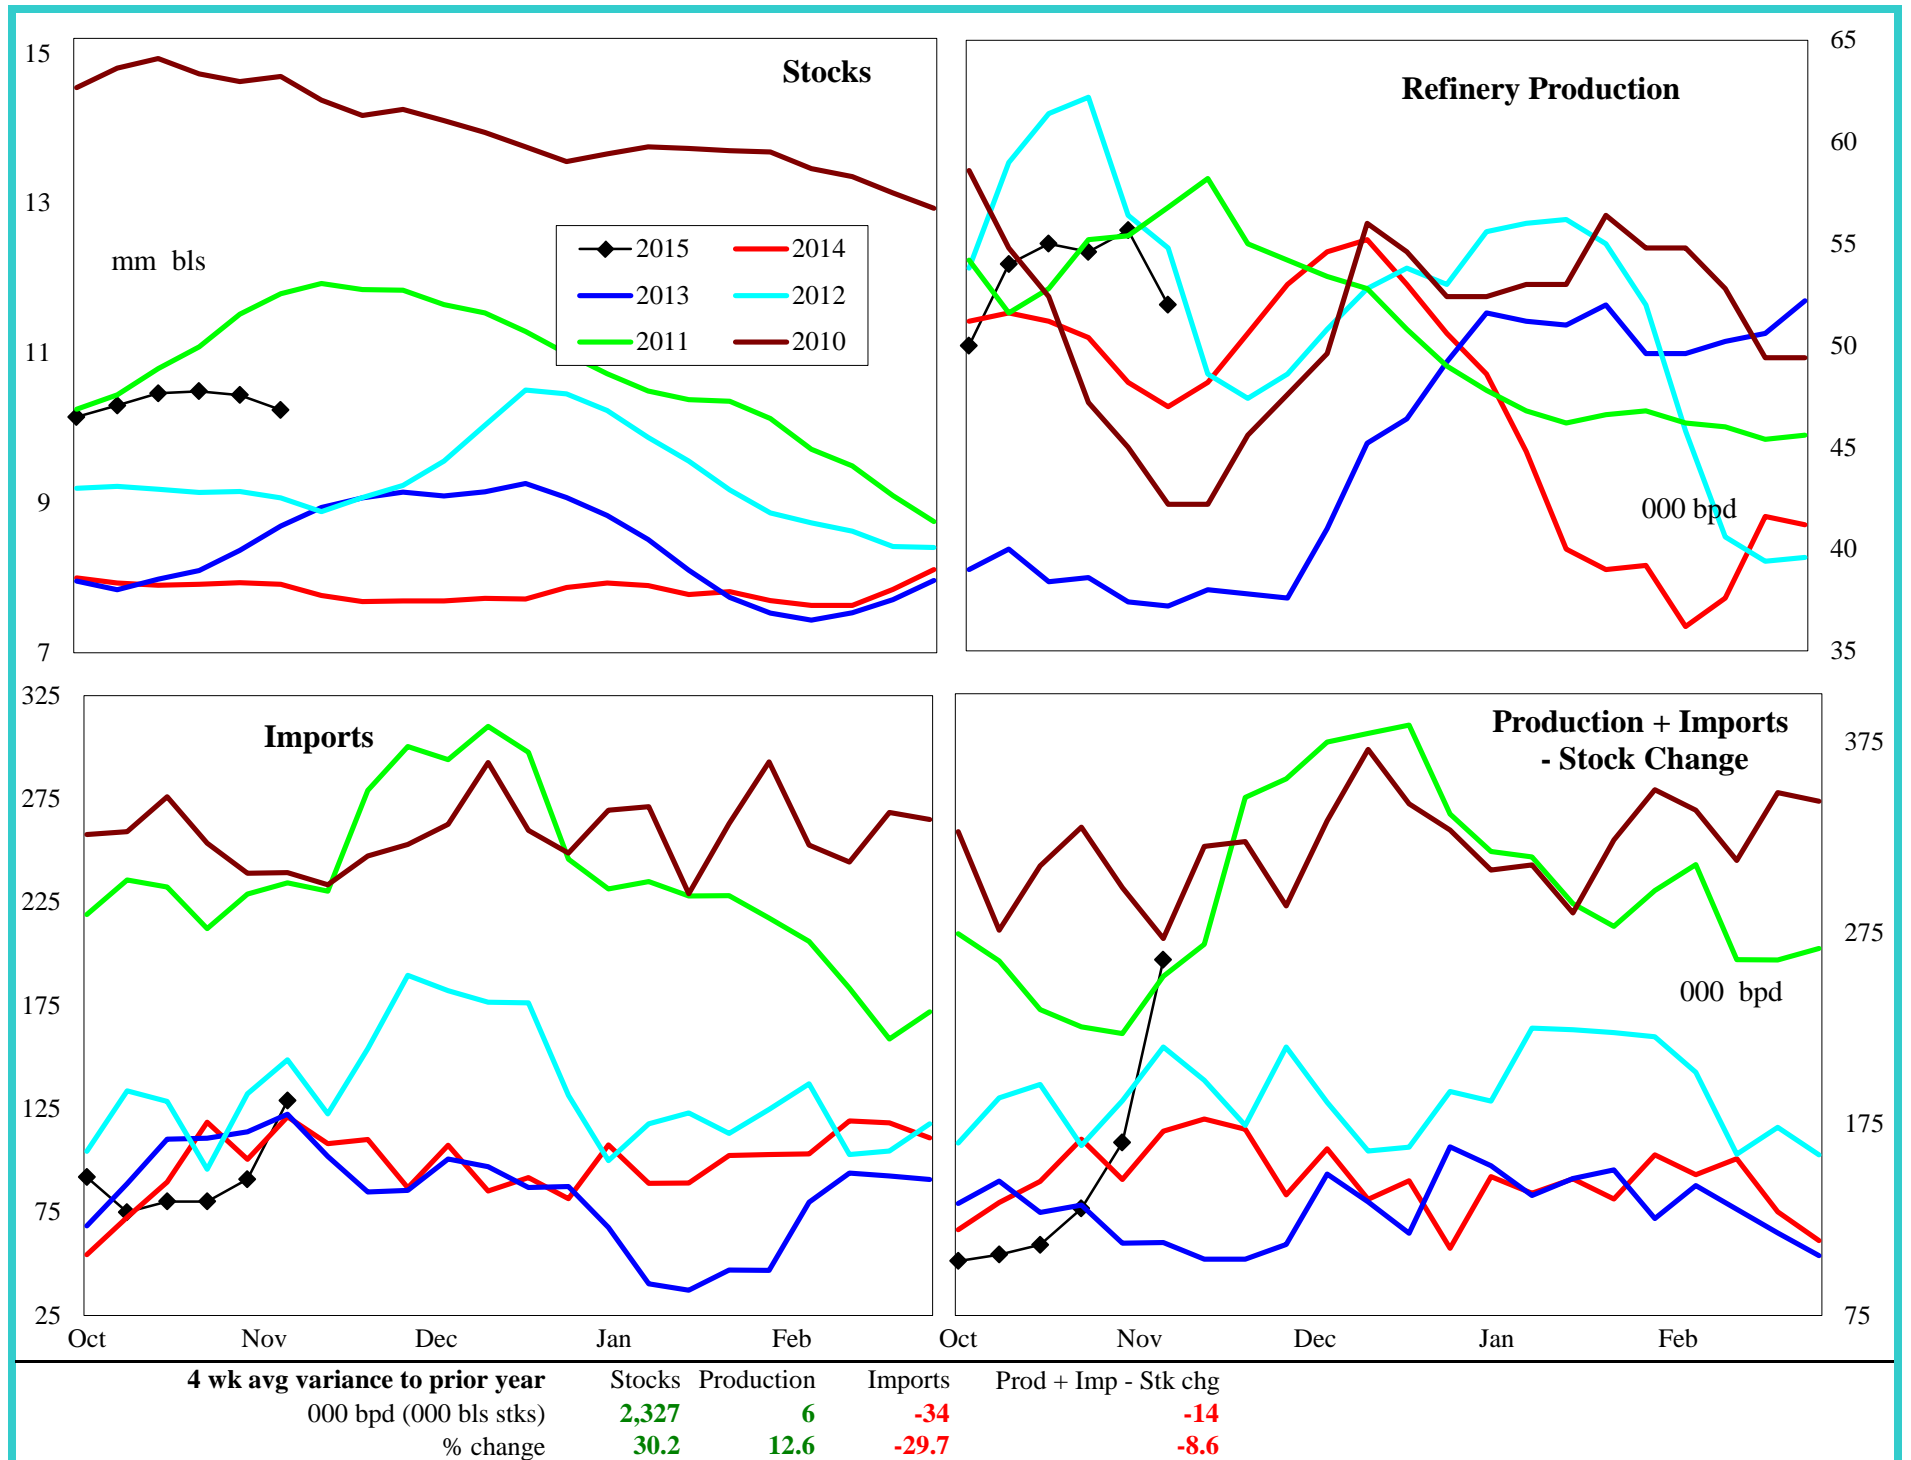 Stocks
15
13
11
9
7
mm bls
2015
2014
2013
2012
2011
2010
Refinery Production
65
60
55
50
45
40
35
000 bpd
Imports
325
275
225
175
125
75
25
Oct Nov Dec Jan Feb
Production + Imports
- Stock Change
375
275
175
75
000 bpd
Oct Nov Dec Jan Feb
4 wk avg variance to prior year Stocks Production Imports Prod + Imp - Stk chg
000 bpd (000 bls stks) 2,327 6 -34 -14
% change 30.2 12.6 -29.7 -8.6